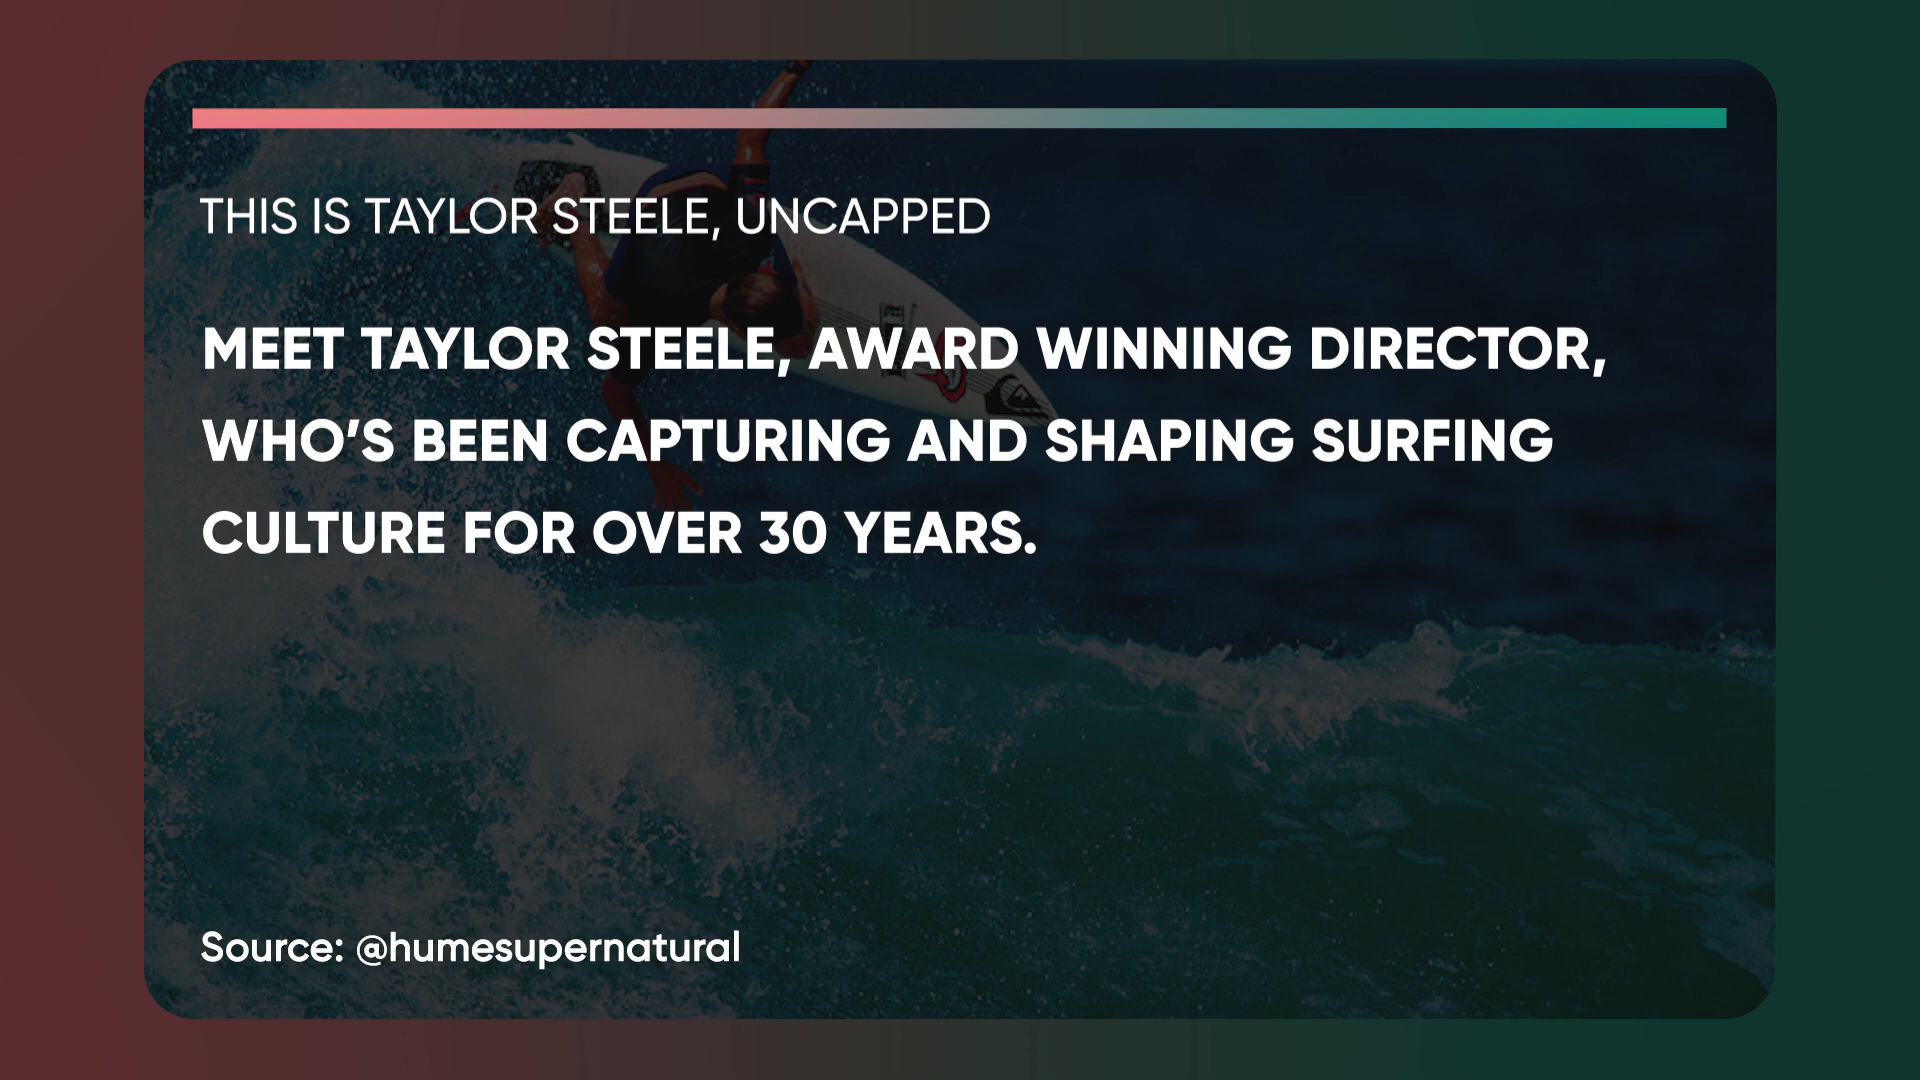 THIS IS TAYLOR STEELE, UNCAPPED
MEET TAYLOR STEELE, AWARD WINNING DIRECTOR,
WHO’S BEEN CAPTURING AND SHAPING SURFING
CULTURE FOR OVER 30 YEARS.
Source: @humesupernatural